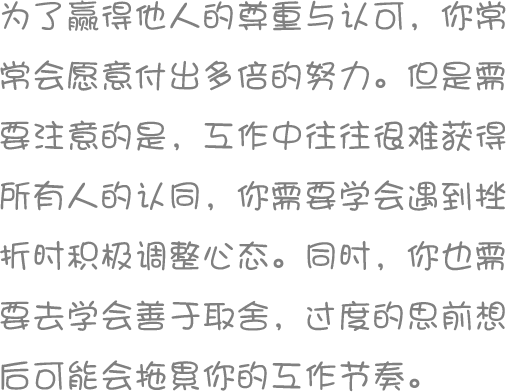 为了赢得他人的尊重与认可，你常
常会愿意付出多倍的努力。但是需
要注意的是，工作中往往很难获得
所有人的认同，你需要学会遇到挫
折时积极调整心态。同时，你也需
要去学会善于取舍，过度的思前想
后可能会拖累你的工作节奏。